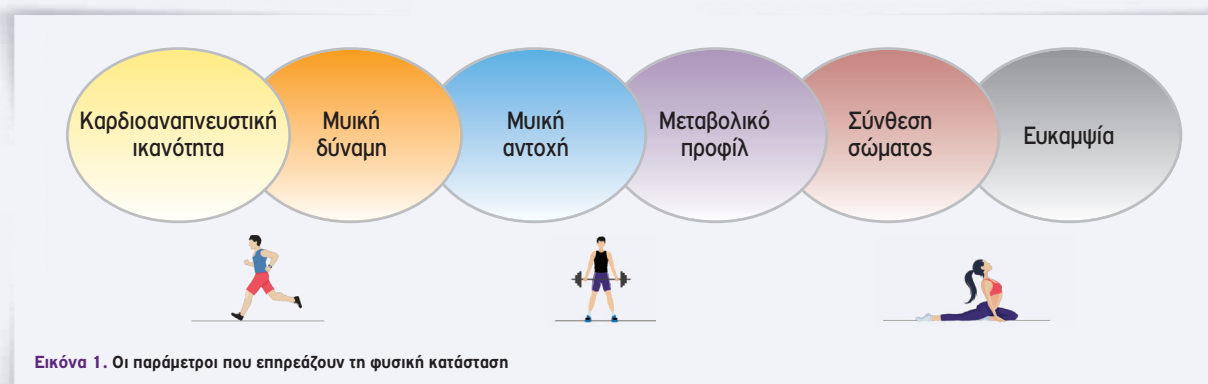 Καρδιοαναπνευστική
ικανότητα
Μυική
δύναμη
Μυική
αντοχή
Μεταβολικό
προφίλ
Σύνθεση
σώματος
Ευκαμψία
Εικόνα 1. Οι παράμετροι που επηρεάζουν τη φυσική κατάσταση